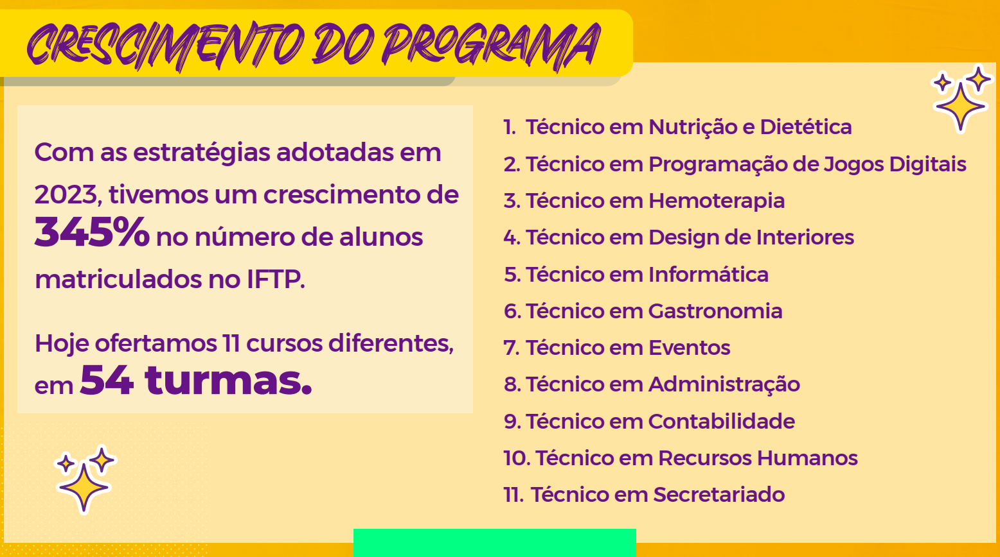 CRESCIMENTO DO PROGRAMA
Com as estratégias adotadas em
2023, tivemos um crescimento de
345% no número de alunos
matriculados no IFTP.
Hoje ofertamos 11 cursos diferentes,
em 54 turmas.
1. Técnico em Nutrição e Dietética
2. Técnico em Programação de Jogos Digitais
3. Técnico em Hemoterapia
4. Técnico em Design de Interiores
5. Técnico em Informática
6. Técnico em Gastronomia
7. Técnico em Eventos
8. Técnico em Administração
9. Técnico em Contabilidade
10. Técnico em Recursos Humanos
11. Técnico em Secretariado